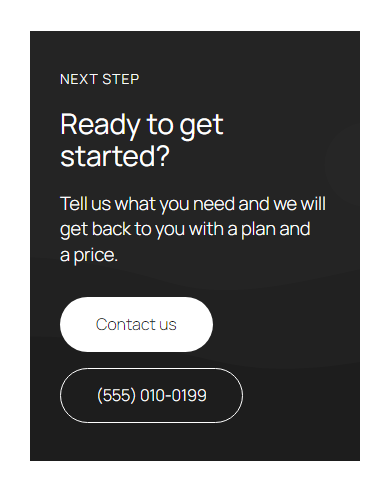 NEXT STEP
Ready to get
started?
Tell us what you need and we will
get back to you with a plan and
a price.
Contact us
(555) 010-0199